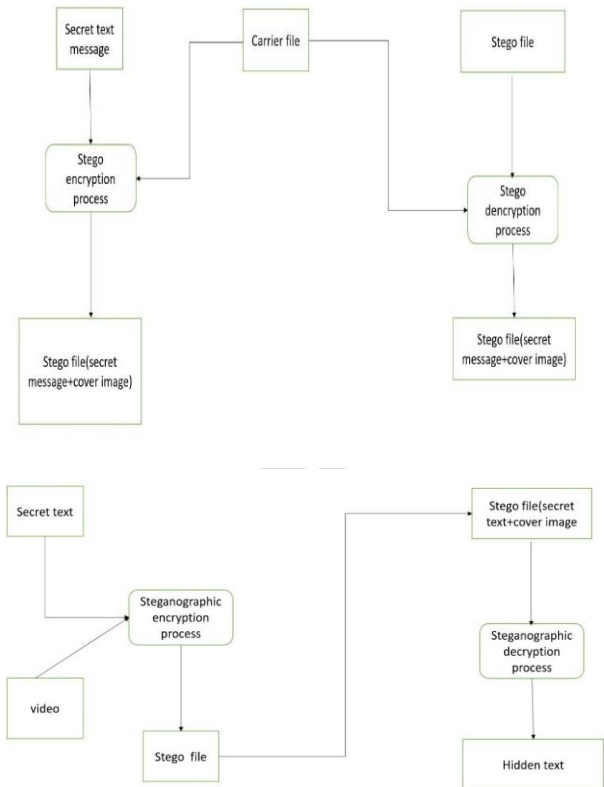 Secret text
message
Carrier file
Stego file
Stego
encryption
process
Stego
dencryption
process
Stego file(secret
message+cover image)
Stego file(secret
message+cover image)
Secret text
Stego file(secret
text+cover image
Steganographic
encryption
process
Steganographic
decryption
process
video
Stego file
Hidden text